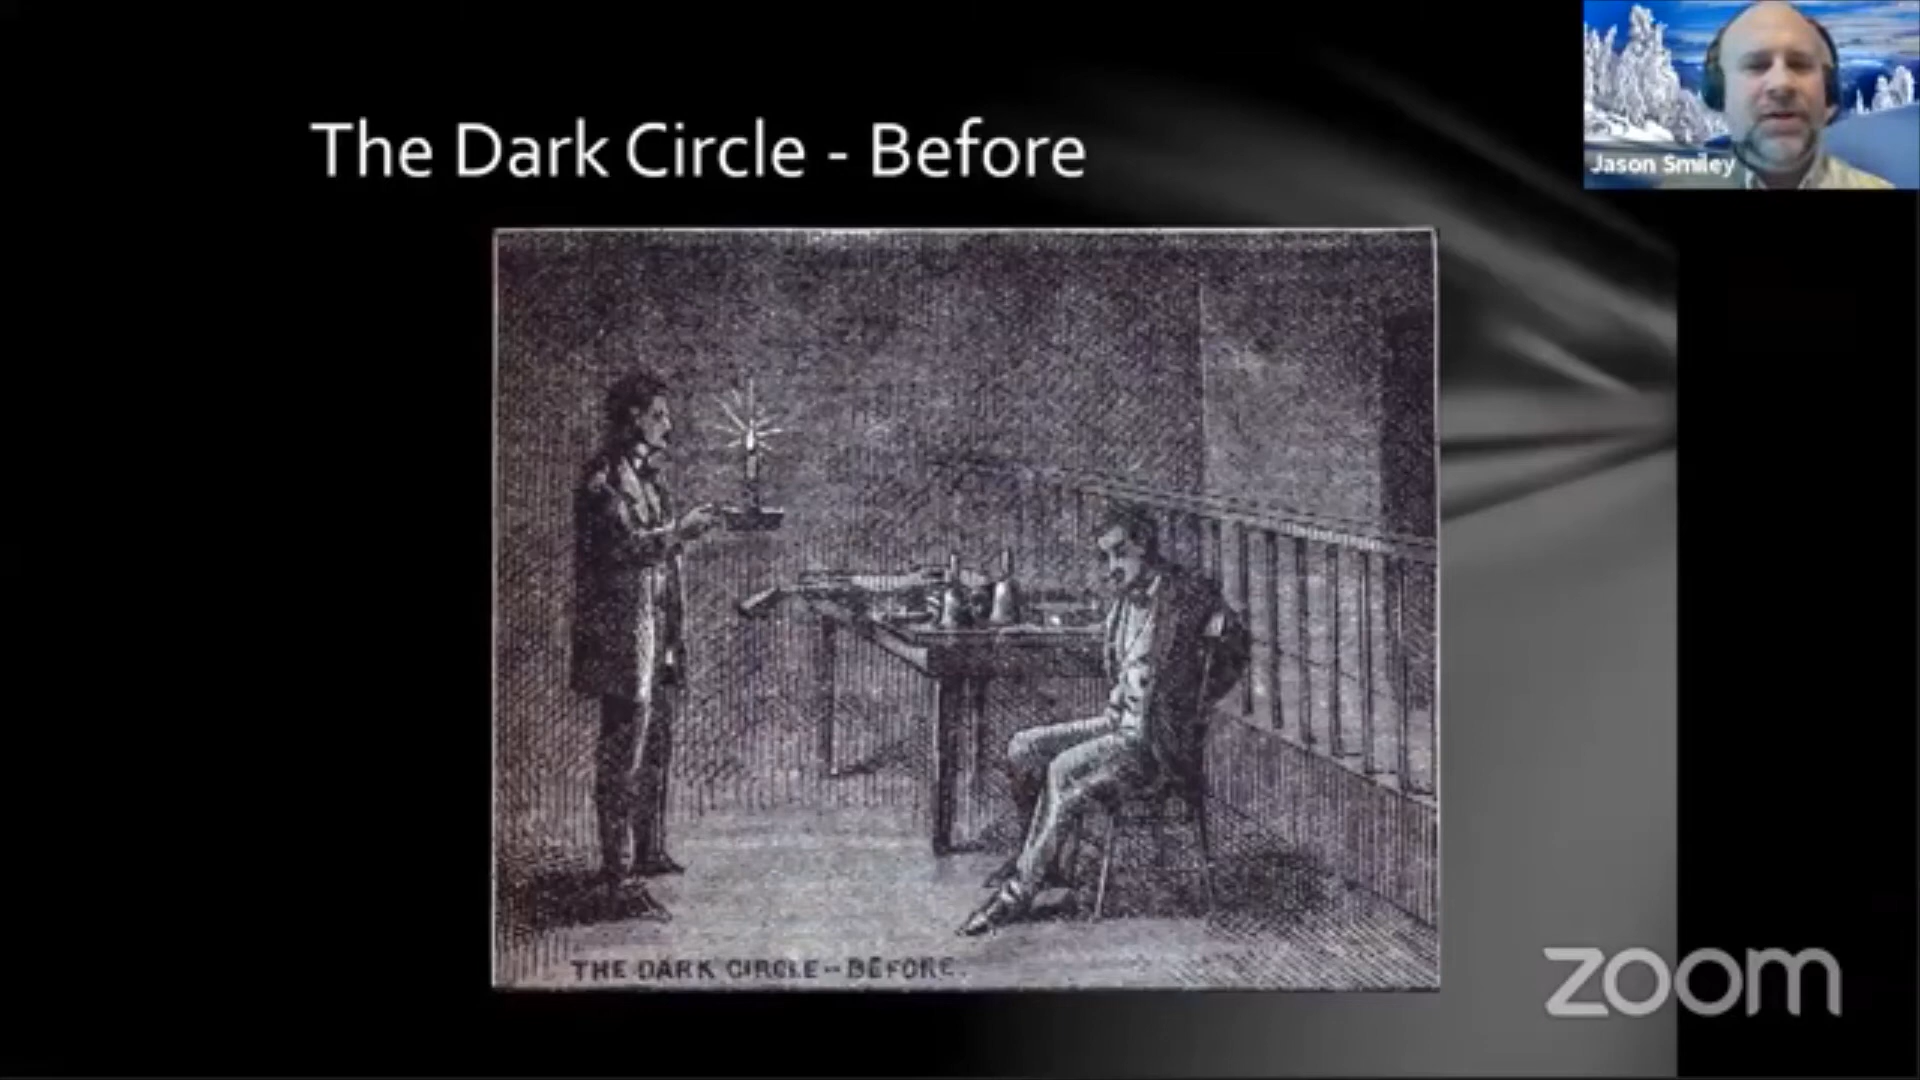 The Dark Circle - Before
Jason Smiley
THE DARK CIRCLE--BEFORE.
zoom